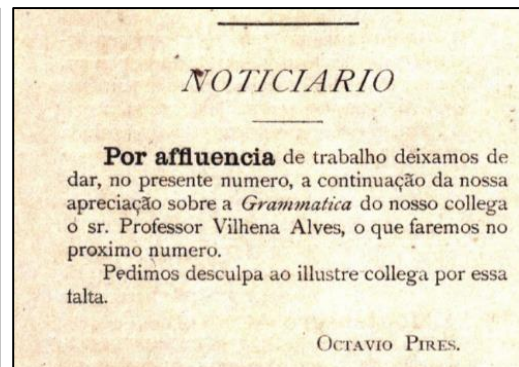 NOTICIARIO
Por affluencia de trabalho deixamos de
dar, no presente numero, a continuação da nossa
apreciação sobre a Grammatica do nosso collega
o sr. Professor Vilhena Alves, o que faremos no
proximo numero.
Pedimos desculpa ao illustre collega por essa
falta.
OCTAVIO PIRES.